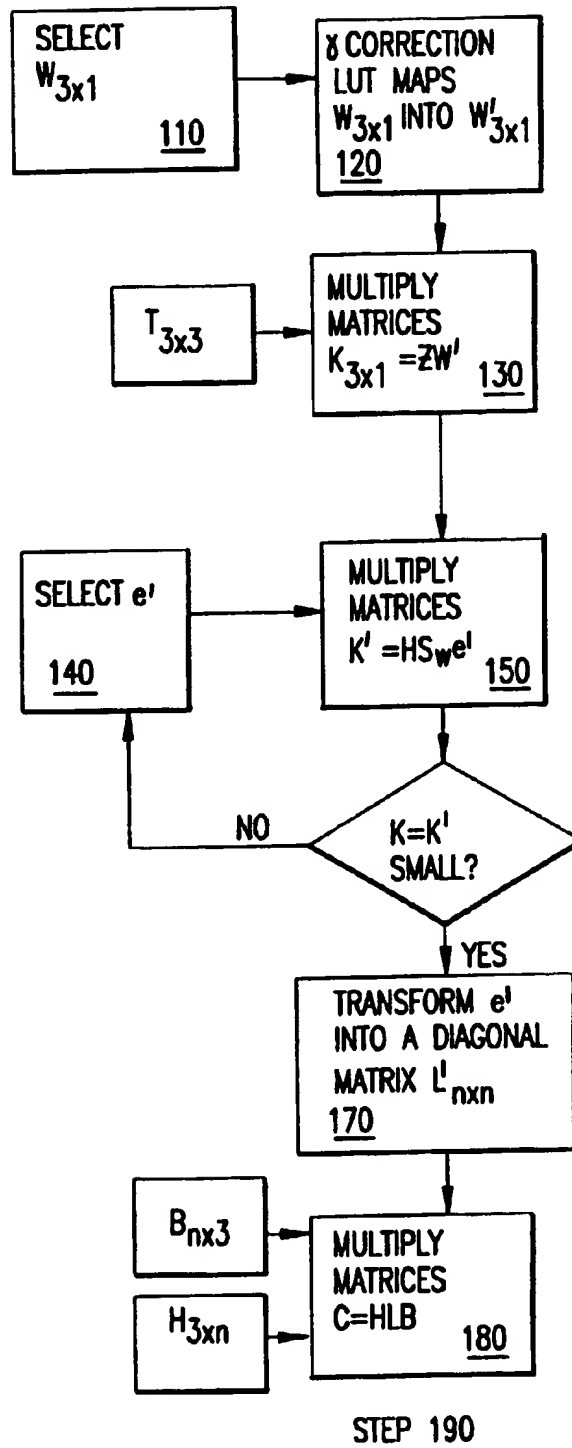 SELECT
W3x1
110
γ CORRECTION
LUT MAPS
W3x1 INTO W'3x1
120
T3x3
MULTIPLY
MATRICES
K3x1 =ZW'
130
SELECT e'
140
MULTIPLY
MATRICES
K' =HSwe'
150
NO
K=K'
SMALL?
YES
TRANSFORM e'
INTO A DIAGONAL
MATRIX L'nxn
170
Bnx3
H3xn
MULTIPLY
MATRICES
C=HLB
180
STEP 190